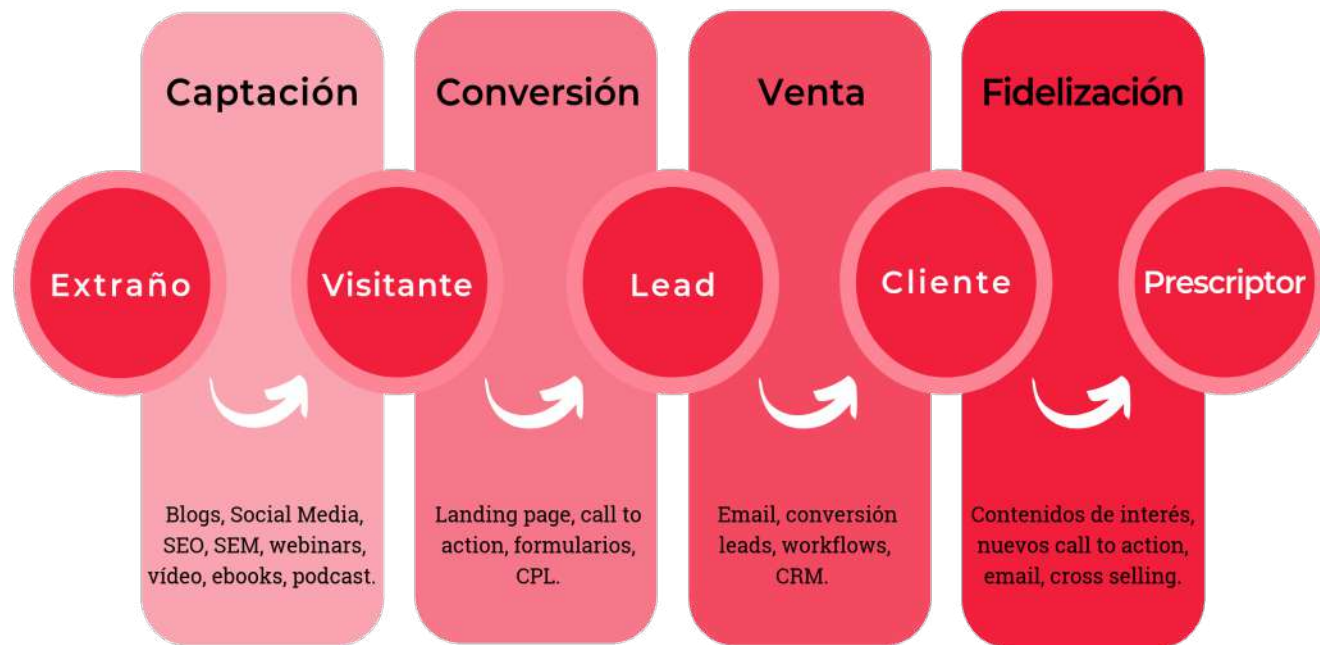 Captación
Conversión
Venta
Fidelización
Extraño
Visitante
Lead
Cliente
Prescriptor
Blogs, Social Media,
SEO, SEM, webinars,
vídeo, ebooks, podcast.
Landing page, call to
action, formularios,
CPL.
Email, conversión
leads, workflows,
CRM.
Contenidos de interés,
nuevos call to action,
email, cross selling.